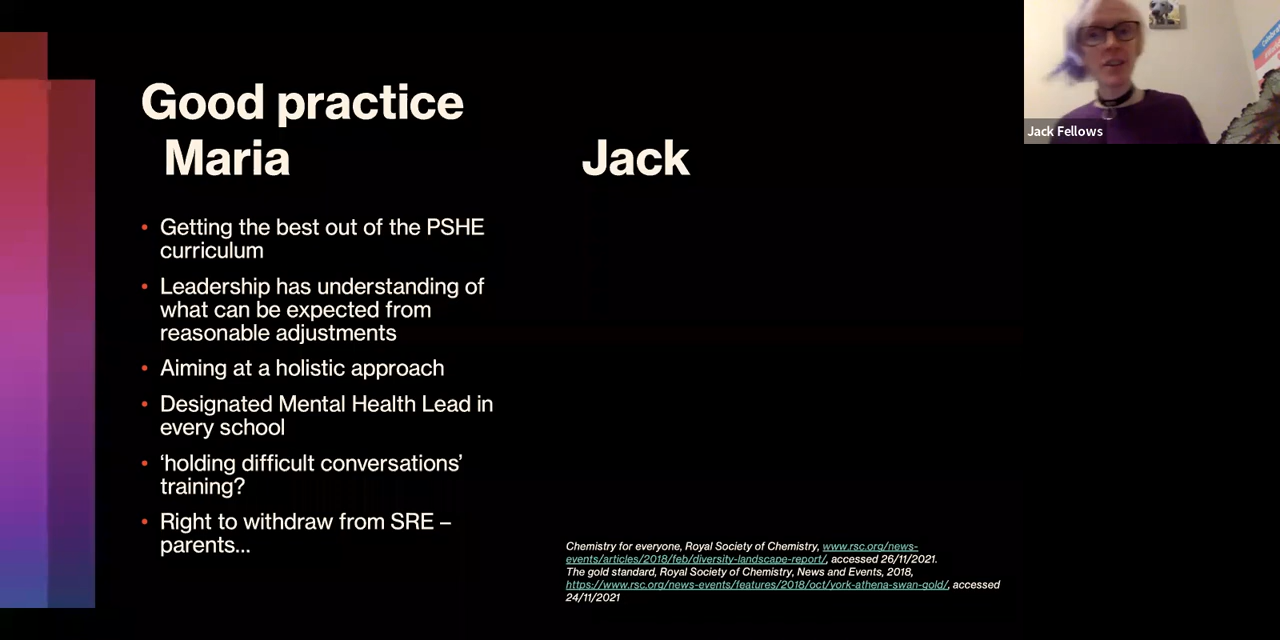 Good practice
Maria
Jack
• Getting the best out of the PSHE
curriculum
• Leadership has understanding of
what can be expected from
reasonable adjustments
• Aiming at a holistic approach
• Designated Mental Health Lead in
every school
• ‘holding difficult conversations’
training?
• Right to withdraw from SRE –
parents...
Chemistry for everyone, Royal Society of Chemistry, www.rsc.org/news-
events/articles/2018/feb/diversity-landscape-report/, accessed 26/11/2021.
The gold standard, Royal Society of Chemistry, News and Events, 2018,
https://www.rsc.org/news-events/features/2018/oct/york-athena-swan-gold/, accessed
24/11/2021
Jack Fellows